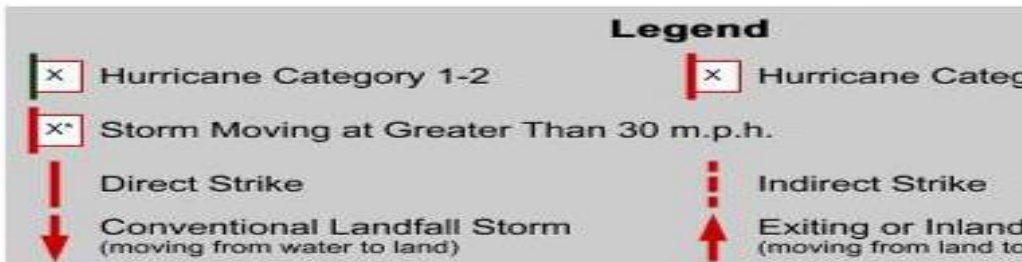 Legend
× Hurricane Category 1-2
× Hurricane Categ
×* Storm Moving at Greater Than 30 m.p.h.
Direct Strike
Indirect Strike
Conventional Landfall Storm
(moving from water to land)
Exiting or Inland
(moving from land to